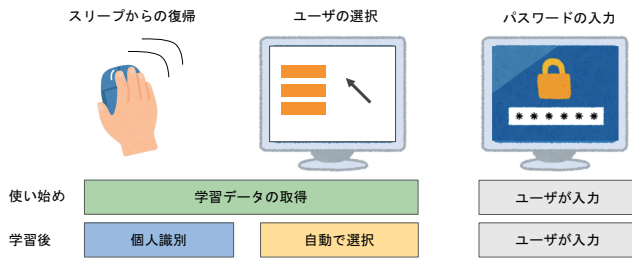 スリープからの復帰
ユーザの選択
パスワードの入力
******
使い始め
学習データの取得
ユーザが入力
学習後
個人識別
自動で選択
ユーザが入力